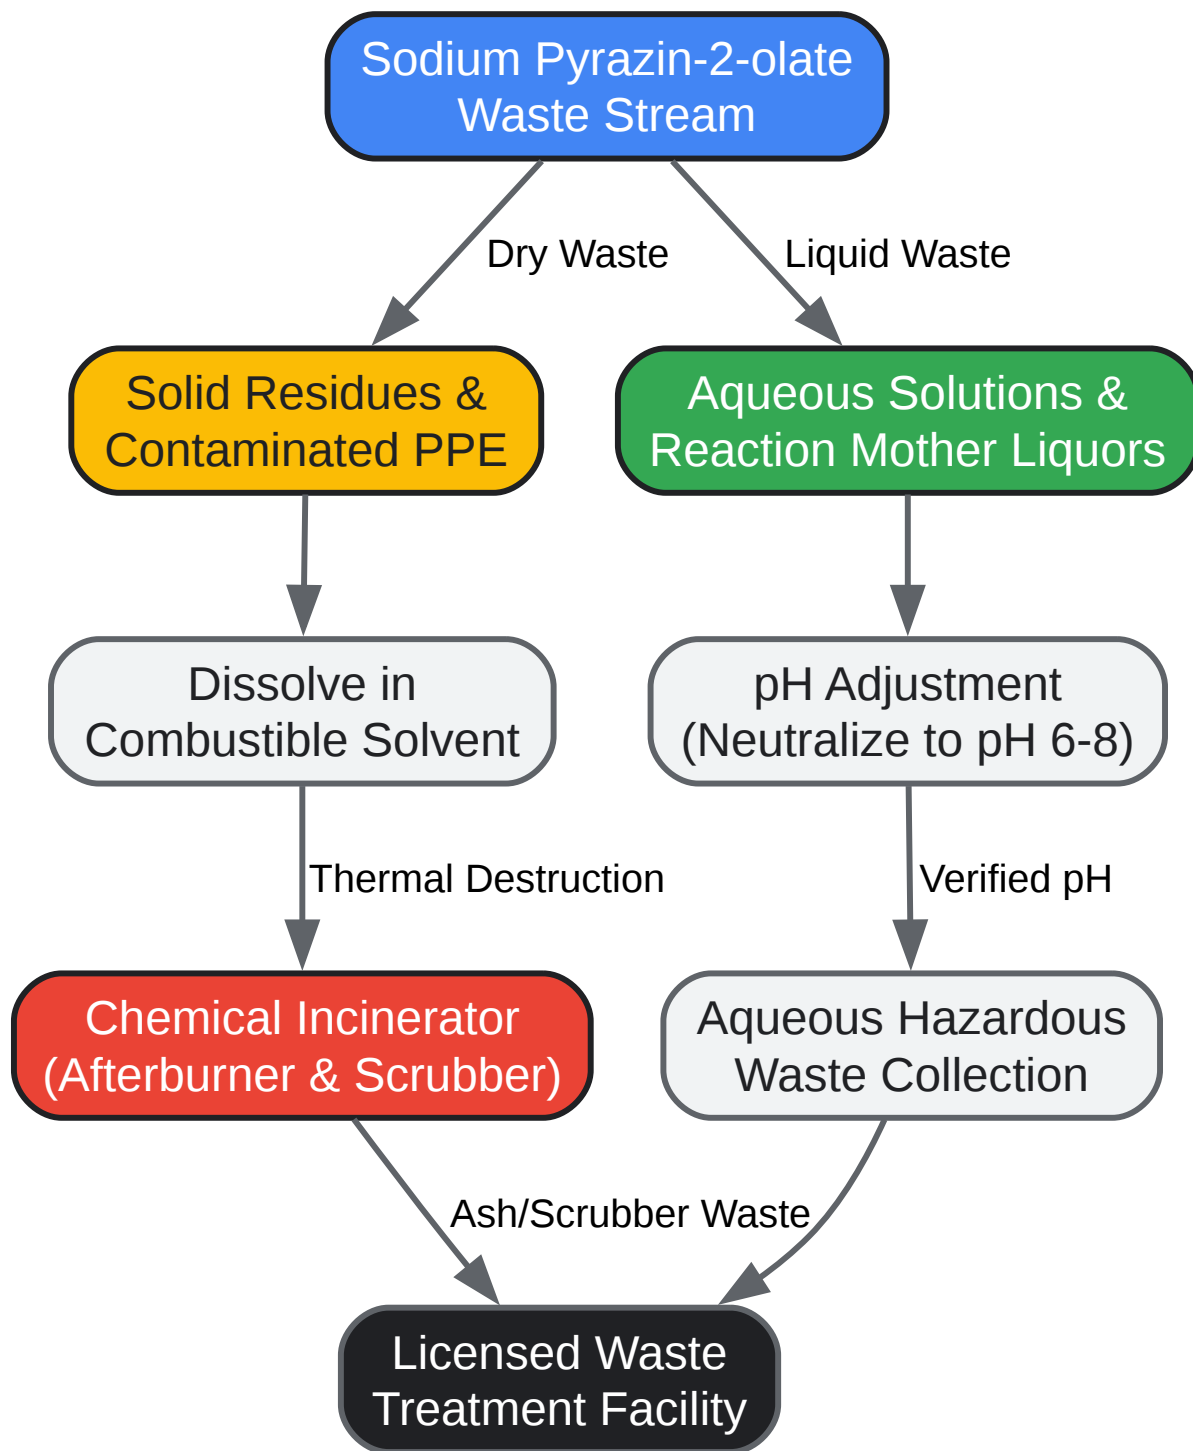 Sodium Pyrazin-2-olate
Waste Stream
Dry Waste
Liquid Waste
Solid Residues &
Contaminated PPE
Aqueous Solutions &
Reaction Mother Liquors
Dissolve in
Combustible Solvent
pH Adjustment
(Neutralize to pH 6-8)
Thermal Destruction
Verified pH
Chemical Incinerator
(Afterburner & Scrubber)
Aqueous Hazardous
Waste Collection
Ash/Scrubber Waste
Licensed Waste
Treatment Facility